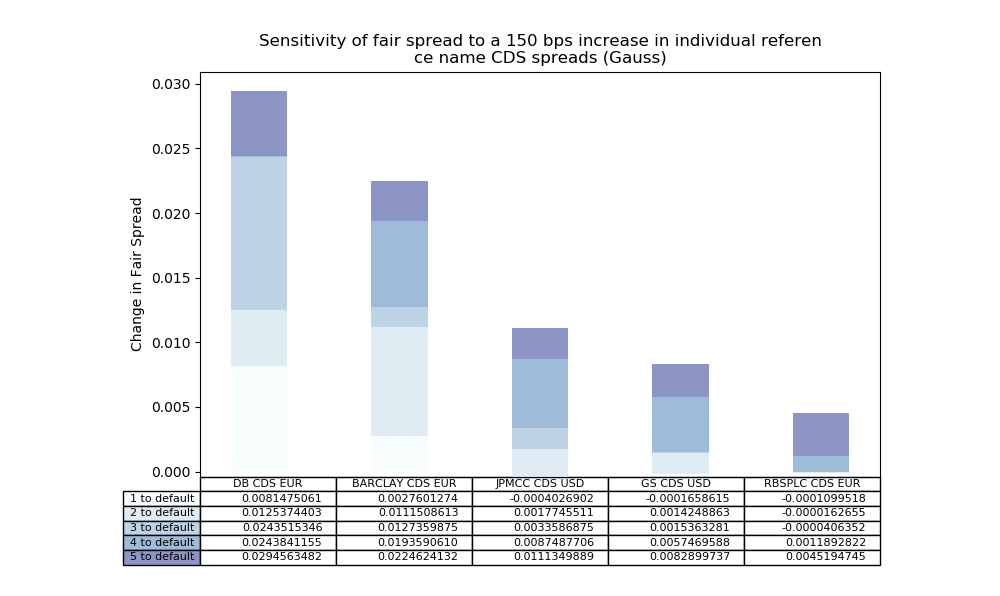 Sensitivity of fair spread to a 150 bps increase in individual referen
ce name CDS spreads (Gauss)
Change in Fair Spread
0.030
0.025
0.020
0.015
0.010
0.005
0.000
DB CDS EUR BARCLAY CDS EUR JPMCC CDS USD GS CDS USD RBSPLC CDS EUR
1 to default 0.0081475061 0.0027601274 -0.0004026902 -0.0001658615 -0.0001099518
2 to default 0.0125374403 0.0111508613 0.0017745511 0.0014248863 -0.0000162655
3 to default 0.0243515346 0.0127359875 0.0033586875 0.0015363281 -0.0000406352
4 to default 0.0243841155 0.0193590610 0.0087487706 0.0057469588 0.0011892822
5 to default 0.0294563482 0.0224624132 0.0111349889 0.0082899737 0.0045194745